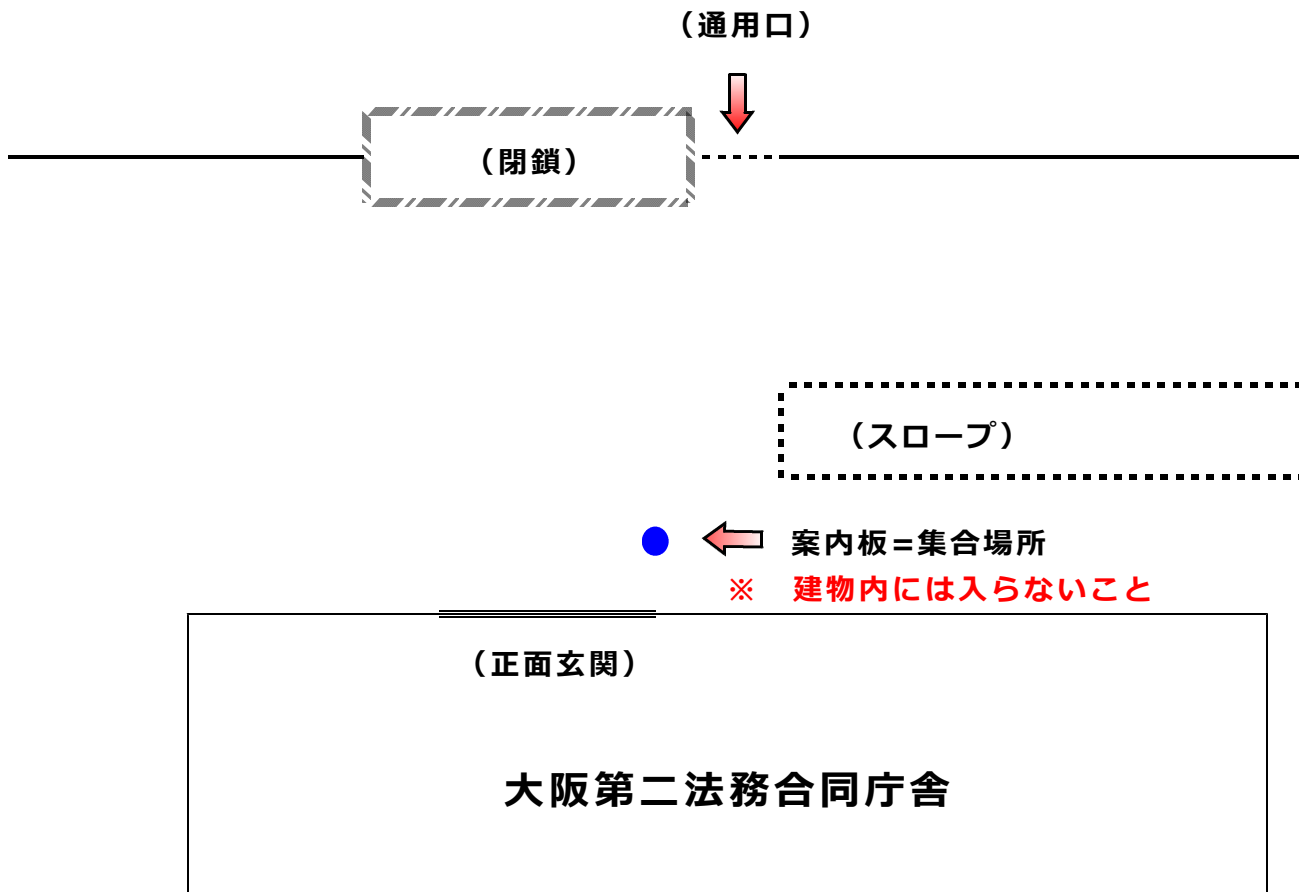 （通用口）
（閉鎖）
（スロープ）
案内板=集合場所
※　建物内には入らないこと
（正面玄関）
大阪第二法務合同庁舎